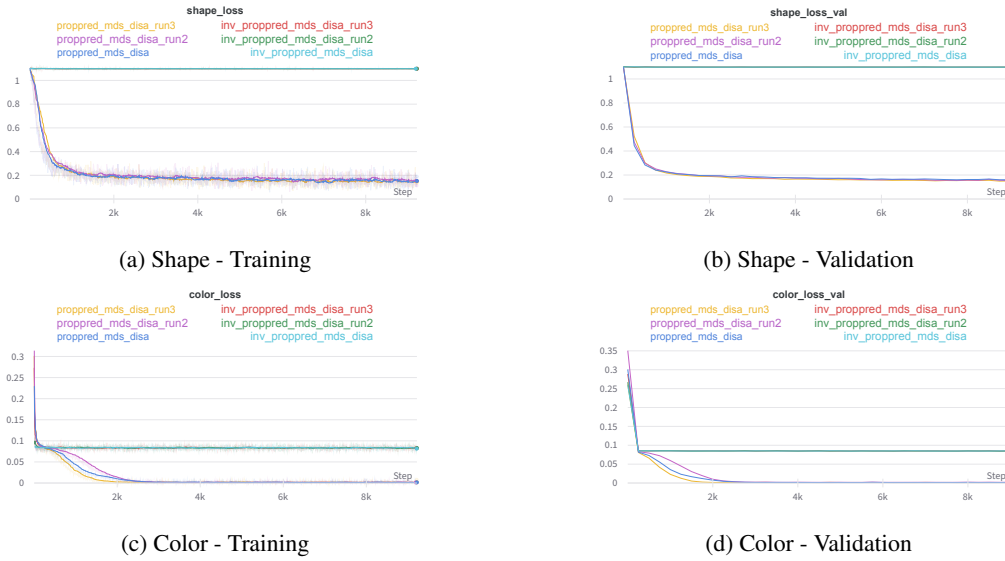 shape_loss
proppred_mds_disa_run3 inv_proppred_mds_disa_run3
proppred_mds_disa_run2 inv_proppred_mds_disa_run2
proppred_mds_disa inv_proppred_mds_disa
1
0.8
0.6
0.4
0.2
0
Step
2k 4k 6k 8k
(a) Shape - Training
shape_loss_val
proppred_mds_disa_run3 inv_proppred_mds_disa_run3
proppred_mds_disa_run2 inv_proppred_mds_disa_run2
proppred_mds_disa inv_proppred_mds_disa
1
0.8
0.6
0.4
0.2
0
Step
2k 4k 6k 8k
(b) Shape - Validation
color_loss
proppred_mds_disa_run3 inv_proppred_mds_disa_run3
proppred_mds_disa_run2 inv_proppred_mds_disa_run2
proppred_mds_disa inv_proppred_mds_disa
0.3
0.25
0.2
0.15
0.1
0.05
0
Step
2k 4k 6k 8k
(c) Color - Training
color_loss_val
proppred_mds_disa_run3 inv_proppred_mds_disa_run3
proppred_mds_disa_run2 inv_proppred_mds_disa_run2
proppred_mds_disa inv_proppred_mds_disa
0.35
0.3
0.25
0.2
0.15
0.1
0.05
0
Step
2k 4k 6k 8k
(d) Color - Validation